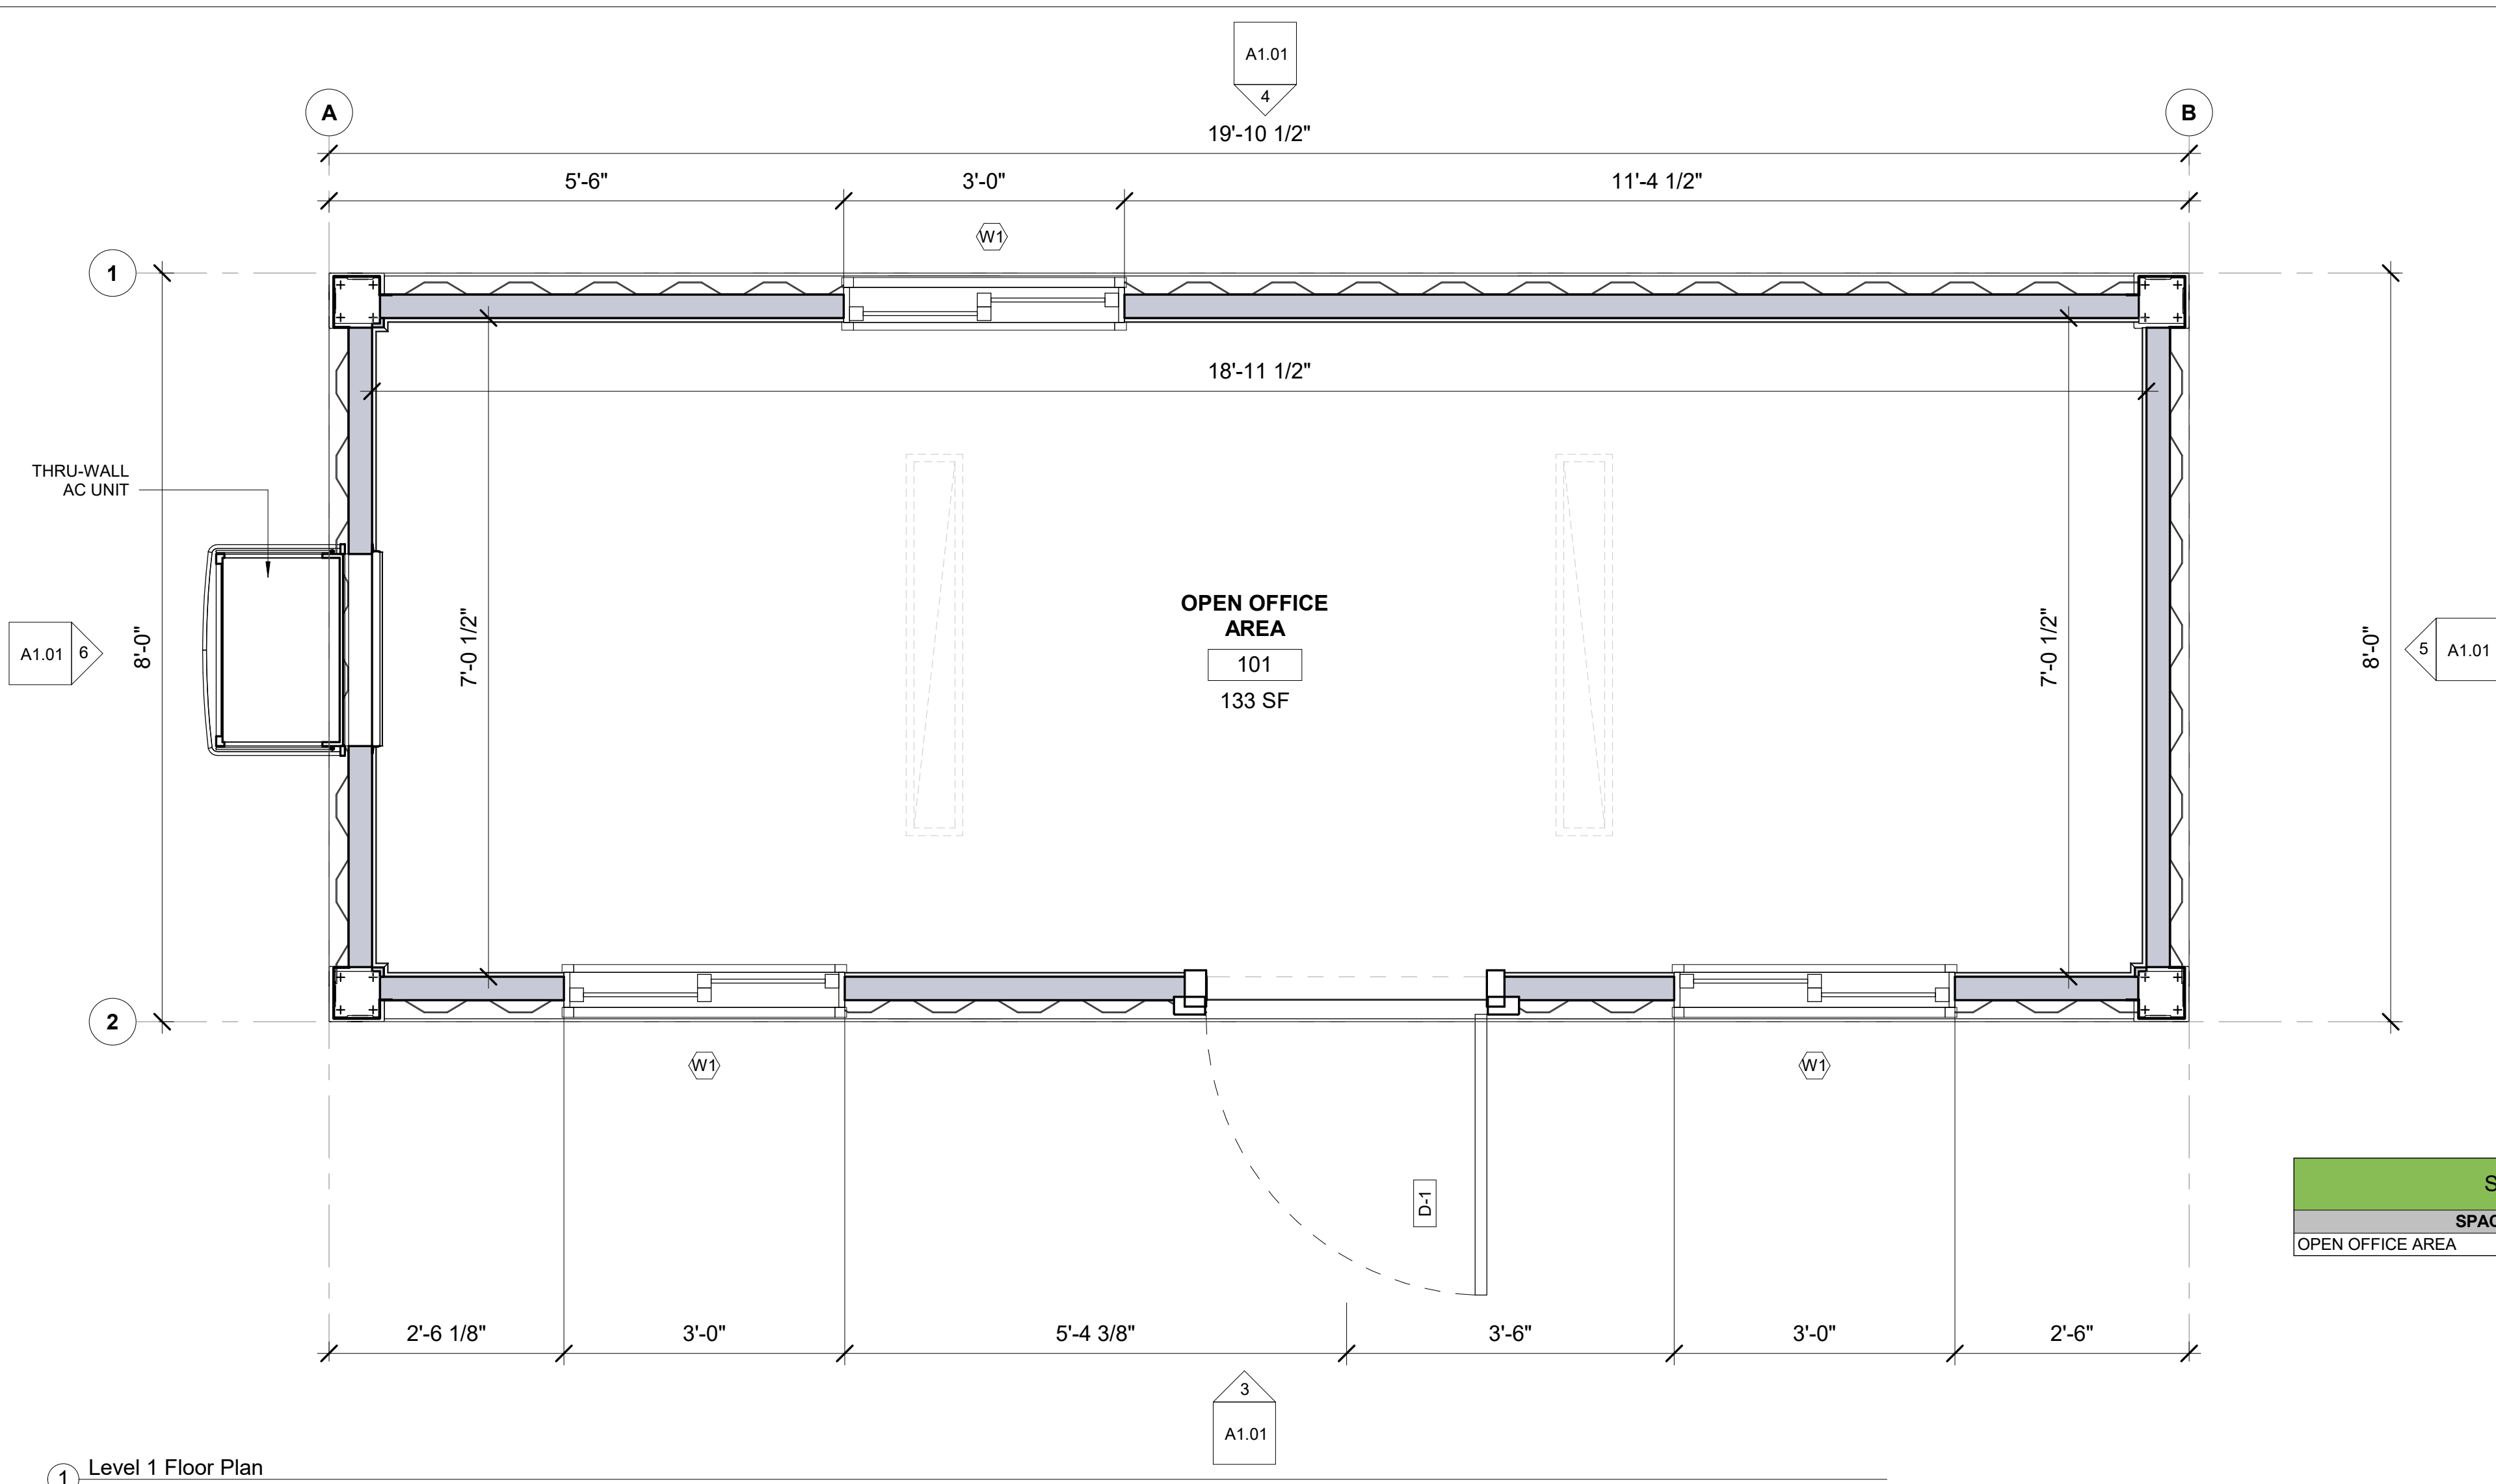 A1.01
4
A
B
19'-10 1/2"
5'-6"
3'-0"
11'-4 1/2"
W1
1
18'-11 1/2"
THRU-WALL
AC UNIT
OPEN OFFICE
AREA
101
133 SF
7'-0 1/2"
7'-0 1/2"
8'-0"
8'-0"
A1.01
6
5
A1.01
2
W1
W1
D-1
S
SPAC
OPEN OFFICE AREA
2'-6 1/8"
3'-0"
5'-4 3/8"
3'-6"
3'-0"
2'-6"
3
A1.01
1
Level 1 Floor Plan